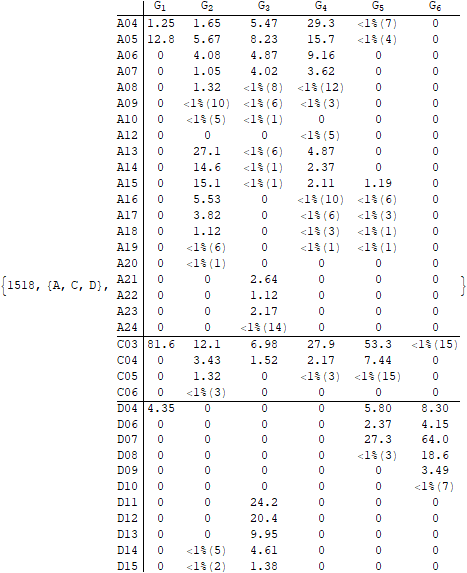 G1 G2 G3 G4 G5 G6
A04 1.25 1.65 5.47 29.3 <1%(7) 0
A05 12.8 5.67 8.23 15.7 <1%(4) 0
A06 0 4.08 4.87 9.16 0 0
A07 0 1.05 4.02 3.62 0 0
A08 0 1.32 <1%(8) <1%(12) 0 0
A09 0 <1%(10) <1%(6) <1%(3) 0 0
A10 0 <1%(5) <1%(1) 0 0 0
A12 0 0 0 <1%(5) 0 0
A13 0 27.1 <1%(6) 4.87 0 0
A14 0 14.6 <1%(1) 2.37 0 0
A15 0 15.1 <1%(1) 2.11 1.19 0
A16 0 5.53 0 <1%(10) <1%(6) 0
A17 0 3.82 0 <1%(6) <1%(3) 0
A18 0 1.12 0 <1%(3) <1%(1) 0
A19 0 <1%(6) 0 <1%(1) <1%(1) 0
A20 0 <1%(1) 0 0 0 0
A21 0 0 2.64 0 0 0
{1518, {A, C, D}, A22 0 0 1.12 0 0 0 }
A23 0 0 2.17 0 0 0
A24 0 0 <1%(14) 0 0 0
C03 81.6 12.1 6.98 27.9 53.3 <1%(15)
C04 0 3.43 1.52 2.17 7.44 0
C05 0 1.32 0 <1%(3) <1%(15) 0
C06 0 <1%(3) 0 0 0 0
D04 4.35 0 0 0 5.80 8.30
D06 0 0 0 0 2.37 4.15
D07 0 0 0 0 27.3 64.0
D08 0 0 0 0 <1%(3) 18.6
D09 0 0 0 0 0 3.49
D10 0 0 0 0 0 <1%(7)
D11 0 0 24.2 0 0 0
D12 0 0 20.4 0 0 0
D13 0 0 9.95 0 0 0
D14 0 <1%(5) 4.61 0 0 0
D15 0 <1%(2) 1.38 0 0 0